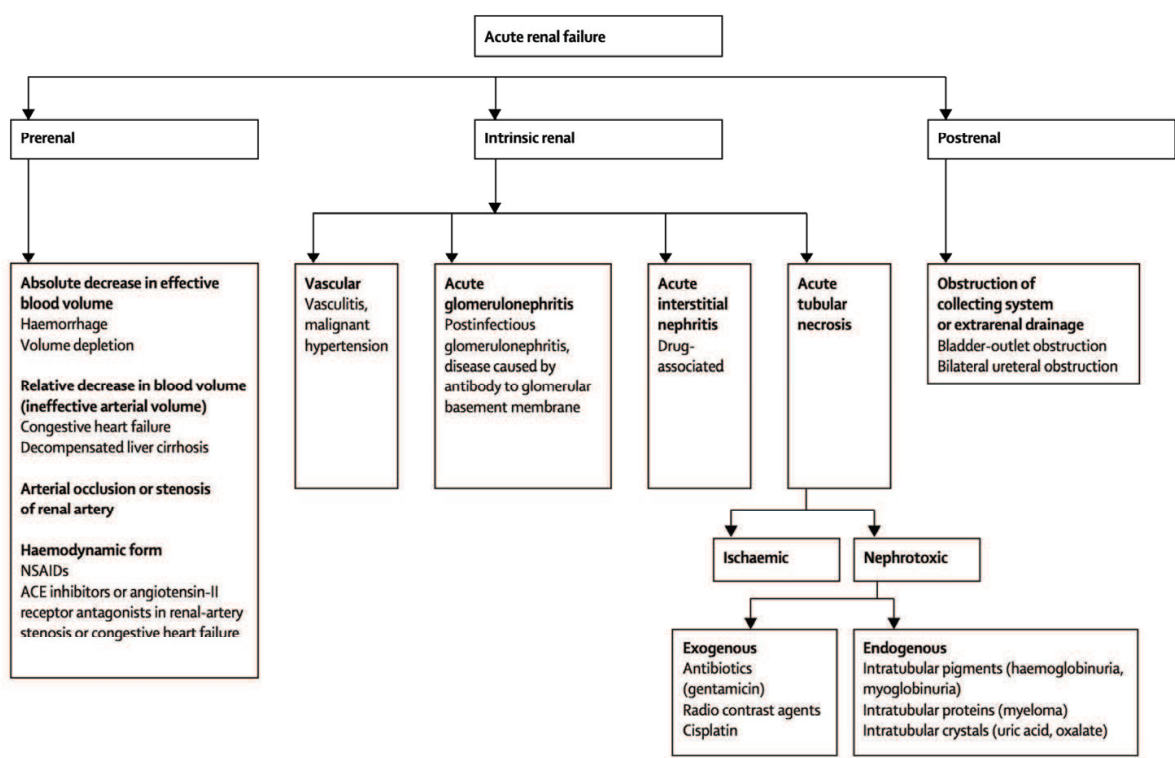 Acute renal failure
Prerenal
Intrinsic renal
Postrenal
Absolute decrease in effective
blood volume
Haemorrhage
Volume depletion
Relative decrease in blood volume
(ineffective arterial volume)
Congestive heart failure
Decompensated liver cirrhosis
Arterial occlusion or stenosis
of renal artery
Haemodynamic form
NSAIDs
ACE inhibitors or angiotensin-II
receptor antagonists in renal-artery
stenosis or congestive heart failure
Vascular
Vasculitis,
malignant
hypertension
Acute
glomerulonephritis
Postinfectious
glomerulonephritis,
disease caused by
antibody to glomerular
basement membrane
Acute
interstitial
nephritis
Drug-
associated
Acute
tubular
necrosis
Obstruction of
collecting system
or extrarenal drainage
Bladder-outlet obstruction
Bilateral ureteral obstruction
Ischaemic
Nephrotoxic
Exogenous
Antibiotics
(gentamicin)
Radio contrast agents
Cisplatin
Endogenous
Intratubular pigments (haemoglobinuria,
myoglobinuria)
Intratubular proteins (myeloma)
Intratubular crystals (uric acid, oxalate)